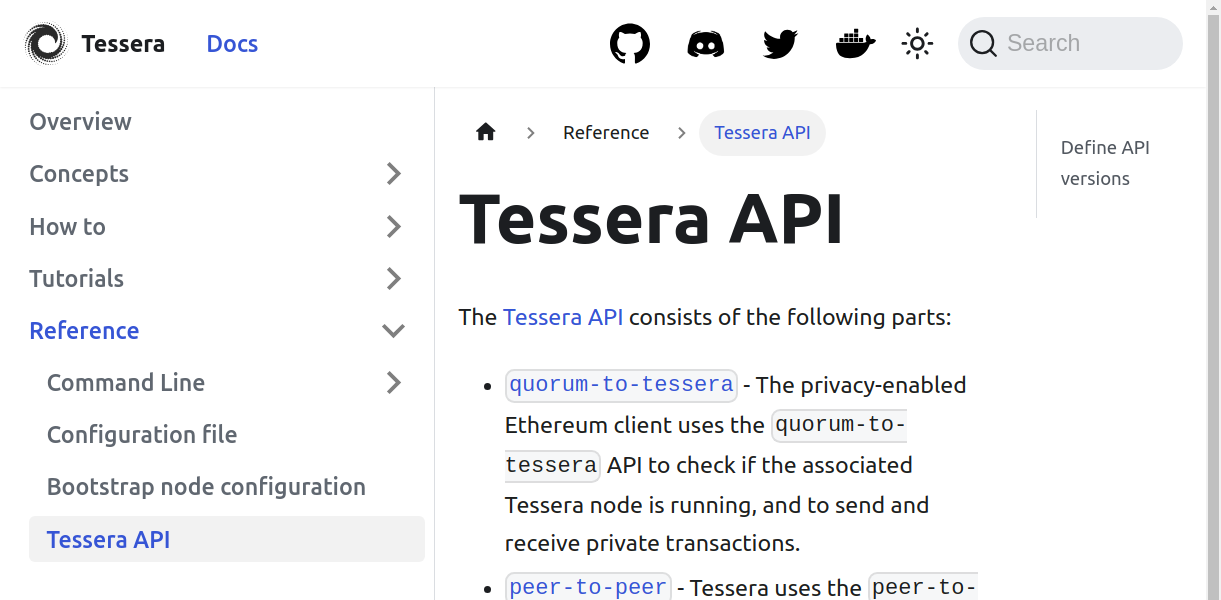 Tessera
Docs
Search
Overview
Concepts
How to
Tutorials
Reference
Command Line
Configuration file
Bootstrap node configuration
Tessera API
Reference
Tessera API
Tessera API
The Tessera API consists of the following parts:
quorum-to-tessera - The privacy-enabled
Ethereum client uses the quorum-to-
tessera API to check if the associated
Tessera node is running, and to send and
receive private transactions.
peer-to-peer - Tessera uses the peer-to-
Define API
versions